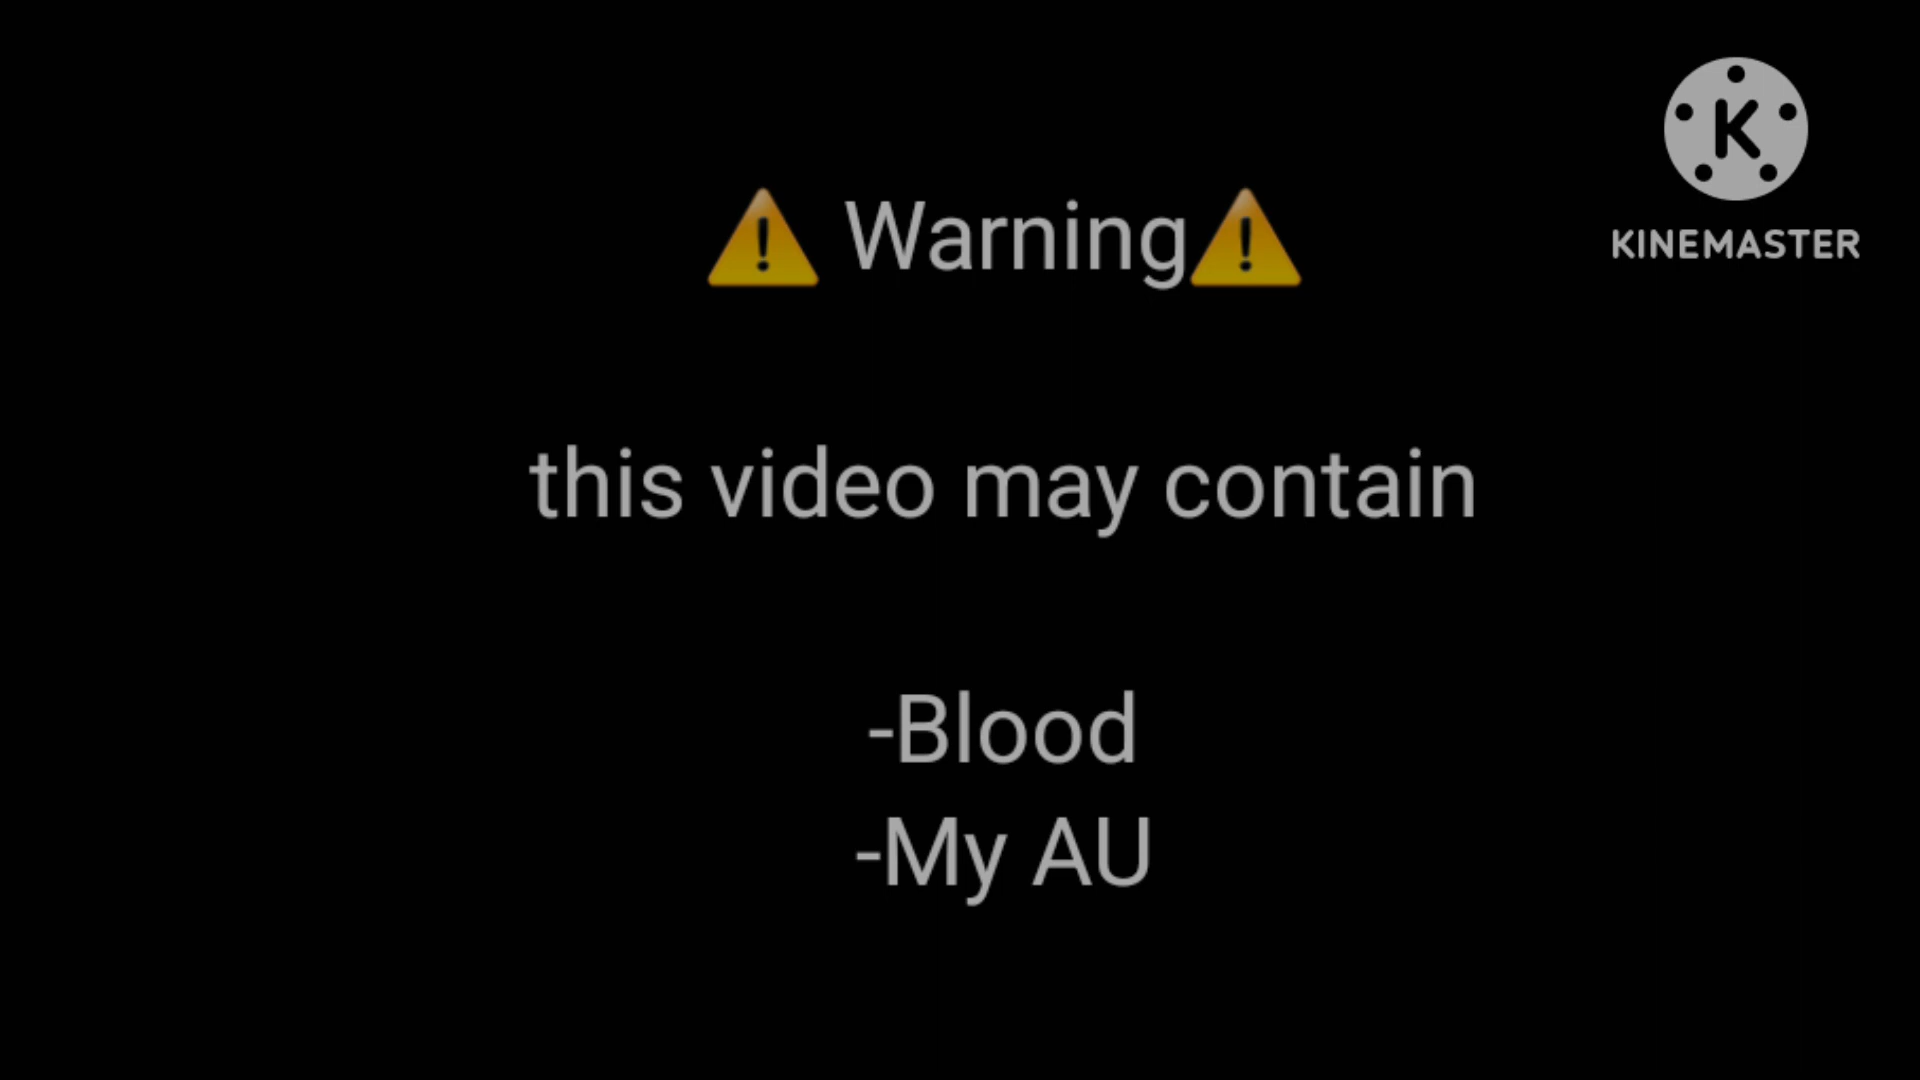 ⚠️ Warning⚠️
K
KINEMASTER
this video may contain
-Blood
-My AU